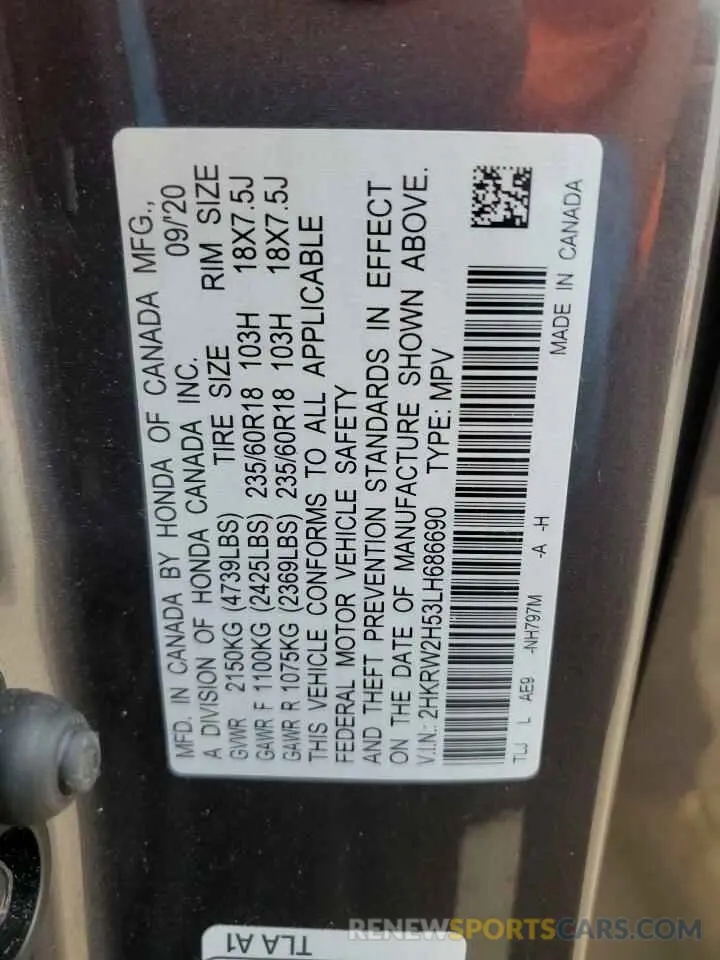 MFD. IN CANADA BY HONDA OF CANADA MFG.,
A DIVISION OF HONDA CANADA INC. 09/'20
GVWR 2150KG (4739LBS) TIRE SIZE RIM SIZE
GAWR F 1100KG (2425LBS) 235/60R18 103H 18X7.5J
GAWR R 1075KG (2369LBS) 235/60R18 103H 18X7.5J
THIS VEHICLE CONFORMS TO ALL APPLICABLE
FEDERAL MOTOR VEHICLE SAFETY
AND THEFT PREVENTION STANDARDS IN EFFECT
ON THE DATE OF MANUFACTURE SHOWN ABOVE.
V.I.N.: 2HKRW2H53LH686690 TYPE: MPV
TLJ L AE9 -NH797M -A -H
MADE IN CANADA
TLA A1
RENEWSPORTSCARS.COM